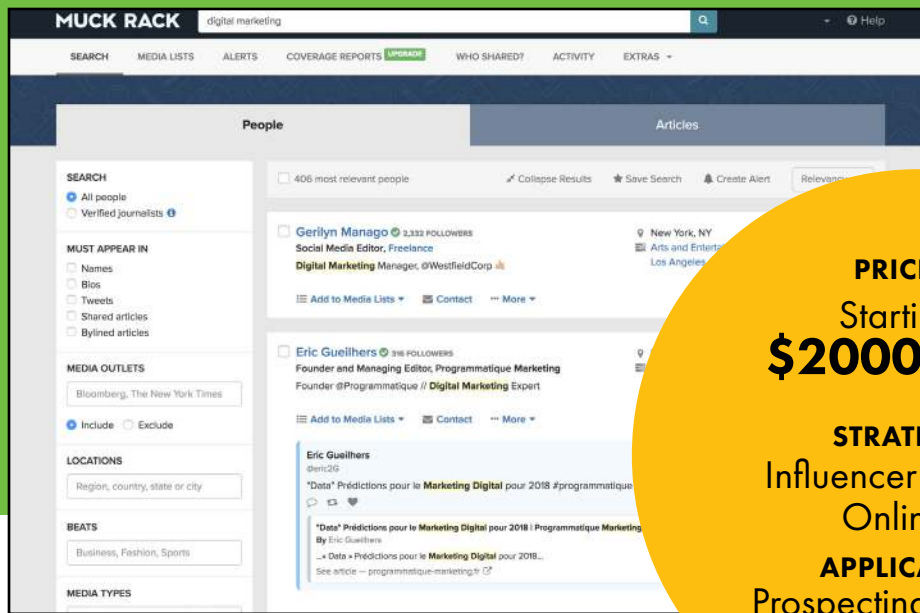 MUCK RACK
digital marketing
Help
SEARCH MEDIA LISTS ALERTS COVERAGE REPORTS UPGRADE WHO SHARED? ACTIVITY EXTRAS
People
Articles
SEARCH
All people
Verified journalists
MUST APPEAR IN
Names
Bios
Tweets
Shared articles
Bylined articles
MEDIA OUTLETS
Bloomberg, The New York Times
Include Exclude
LOCATIONS
Region, country, state or city
BEATS
Business, Fashion, Sports
MEDIA TYPES
406 most relevant people Collapse Results Save Search Create Alert
Gerilyn Manago 2,332 FOLLOWERS
Social Media Editor, Freelance
Digital Marketing Manager, @WestfieldCorp
New York, NY
Arts and
Los Angeles
Add to Media Lists Contact More
Eric Gueilhers 316 FOLLOWERS
Founder and Managing Editor, Programmatique Marketing
Founder @Programmatique // Digital Marketing Expert
Add to Media Lists Contact More
Eric Gueilhers
@eric2G
"Data" Prédictions pour le Marketing Digital pour 2018 #programmatique
"Data" Prédictions pour le Marketing Digital pour 2018 | Programmatique Marketing
By Eric Gueilhers
...« Data » Prédictions pour le Marketing Digital pour 2018...
See article — programmatique-marketing.fr
PRIC
Starti
$2000
STRAT
Influencer
Onlin
APPLICA
Prospecting